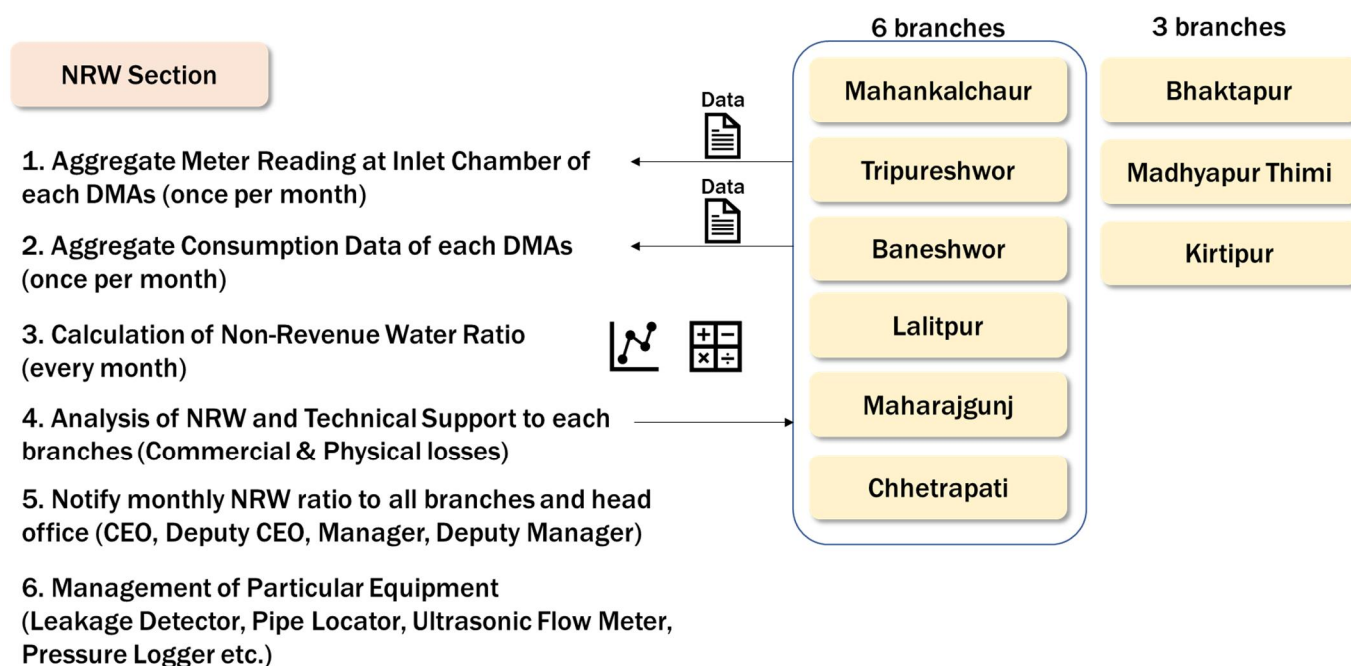 NRW Section
1. Aggregate Meter Reading at Inlet Chamber of
each DMAs (once per month)
2. Aggregate Consumption Data of each DMAs
(once per month)
3. Calculation of Non-Revenue Water Ratio
(every month)
4. Analysis of NRW and Technical Support to each
branches (Commercial & Physical losses)
5. Notify monthly NRW ratio to all branches and head
office (CEO, Deputy CEO, Manager, Deputy Manager)
6. Management of Particular Equipment
(Leakage Detector, Pipe Locator, Ultrasonic Flow Meter,
Pressure Logger etc.)
Data
Data
6 branches
Mahankalchaur
Tripureshwor
Baneshwor
Lalitpur
Maharajgunj
Chhetrapati
3 branches
Bhaktapur
Madhyapur Thimi
Kirtipur